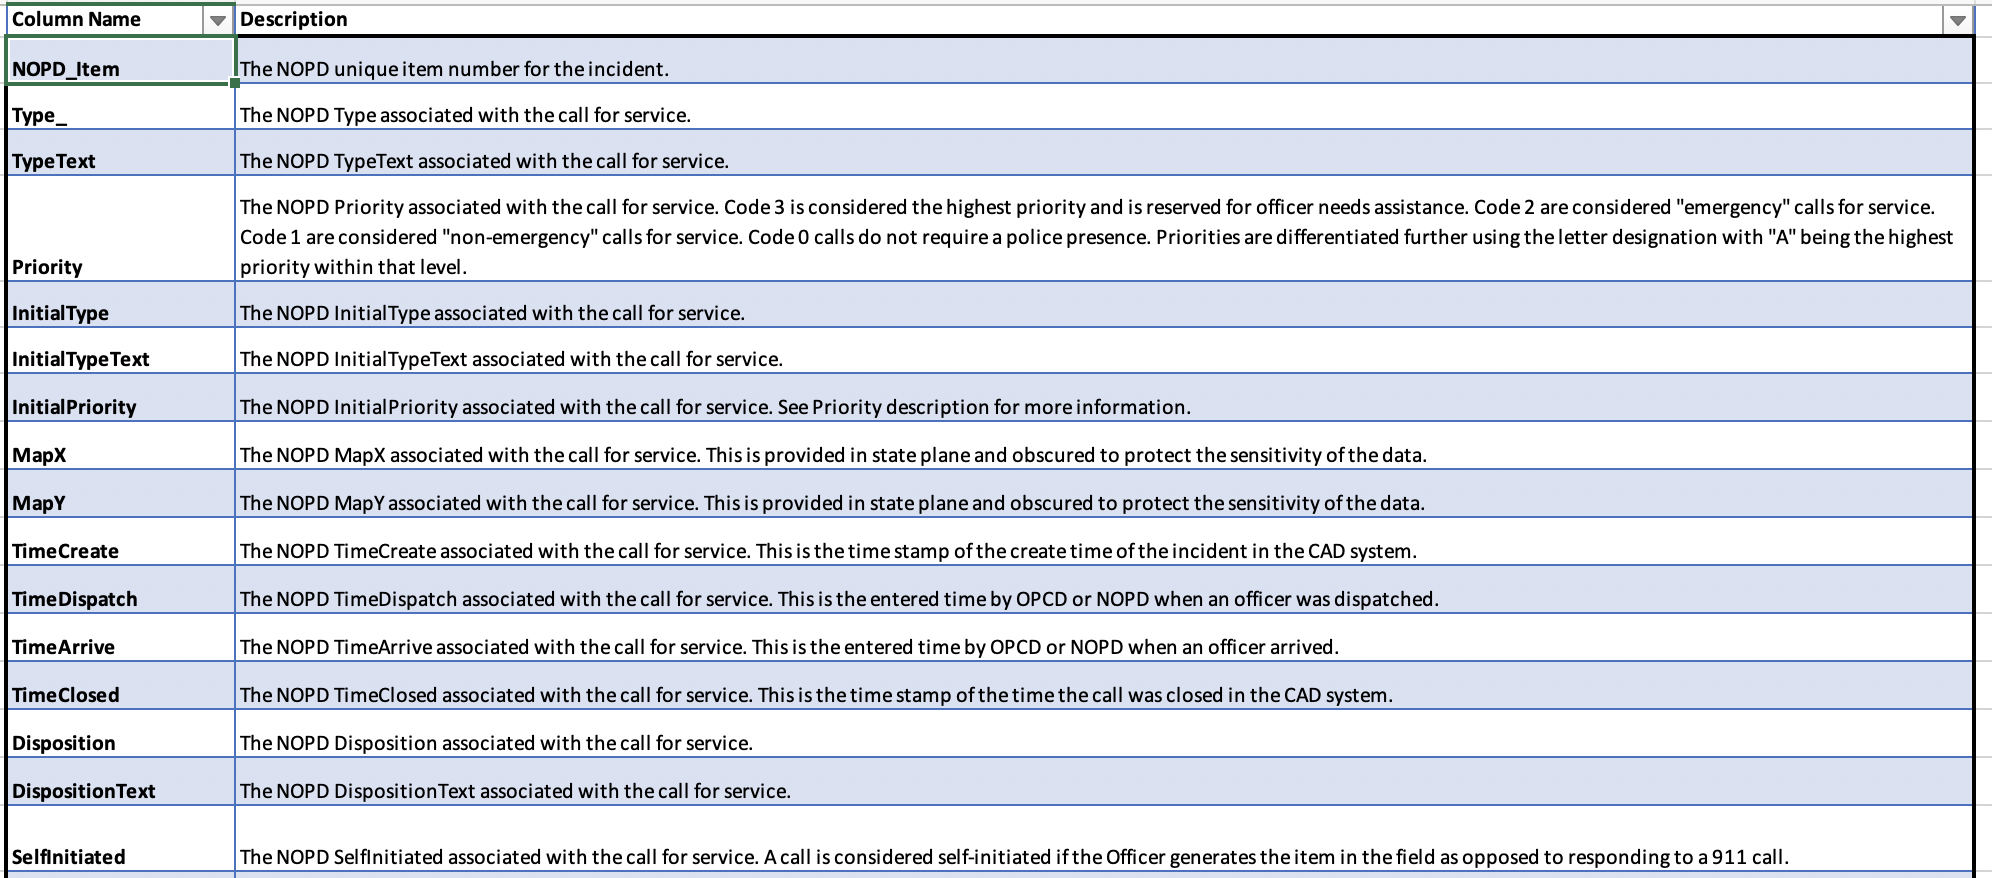 Column Name Description
NOPD_Item The NOPD unique item number for the incident.
Type_ The NOPD Type associated with the call for service.
TypeText The NOPD TypeText associated with the call for service.
The NOPD Priority associated with the call for service. Code 3 is considered the highest priority and is reserved for officer needs assistance. Code 2 are considered "emergency" calls for service.
Code 1 are considered "non-emergency" calls for service. Code 0 calls do not require a police presence. Priorities are differentiated further using the letter designation with "A" being the highest
Priority priority within that level.
InitialType The NOPD InitialType associated with the call for service.
InitialTypeText The NOPD InitialTypeText associated with the call for service.
InitialPriority The NOPD InitialPriority associated with the call for service. See Priority description for more information.
MapX The NOPD MapX associated with the call for service. This is provided in state plane and obscured to protect the sensitivity of the data.
MapY The NOPD MapY associated with the call for service. This is provided in state plane and obscured to protect the sensitivity of the data.
TimeCreate The NOPD TimeCreate associated with the call for service. This is the time stamp of the create time of the incident in the CAD system.
TimeDispatch The NOPD TimeDispatch associated with the call for service. This is the entered time by OPCD or NOPD when an officer was dispatched.
TimeArrive The NOPD TimeArrive associated with the call for service. This is the entered time by OPCD or NOPD when an officer arrived.
TimeClosed The NOPD TimeClosed associated with the call for service. This is the time stamp of the time the call was closed in the CAD system.
Disposition The NOPD Disposition associated with the call for service.
DispositionText The NOPD DispositionText associated with the call for service.
SelfInitiated The NOPD SelfInitiated associated with the call for service. A call is considered self-initiated if the Officer generates the item in the field as opposed to responding to a 911 call.